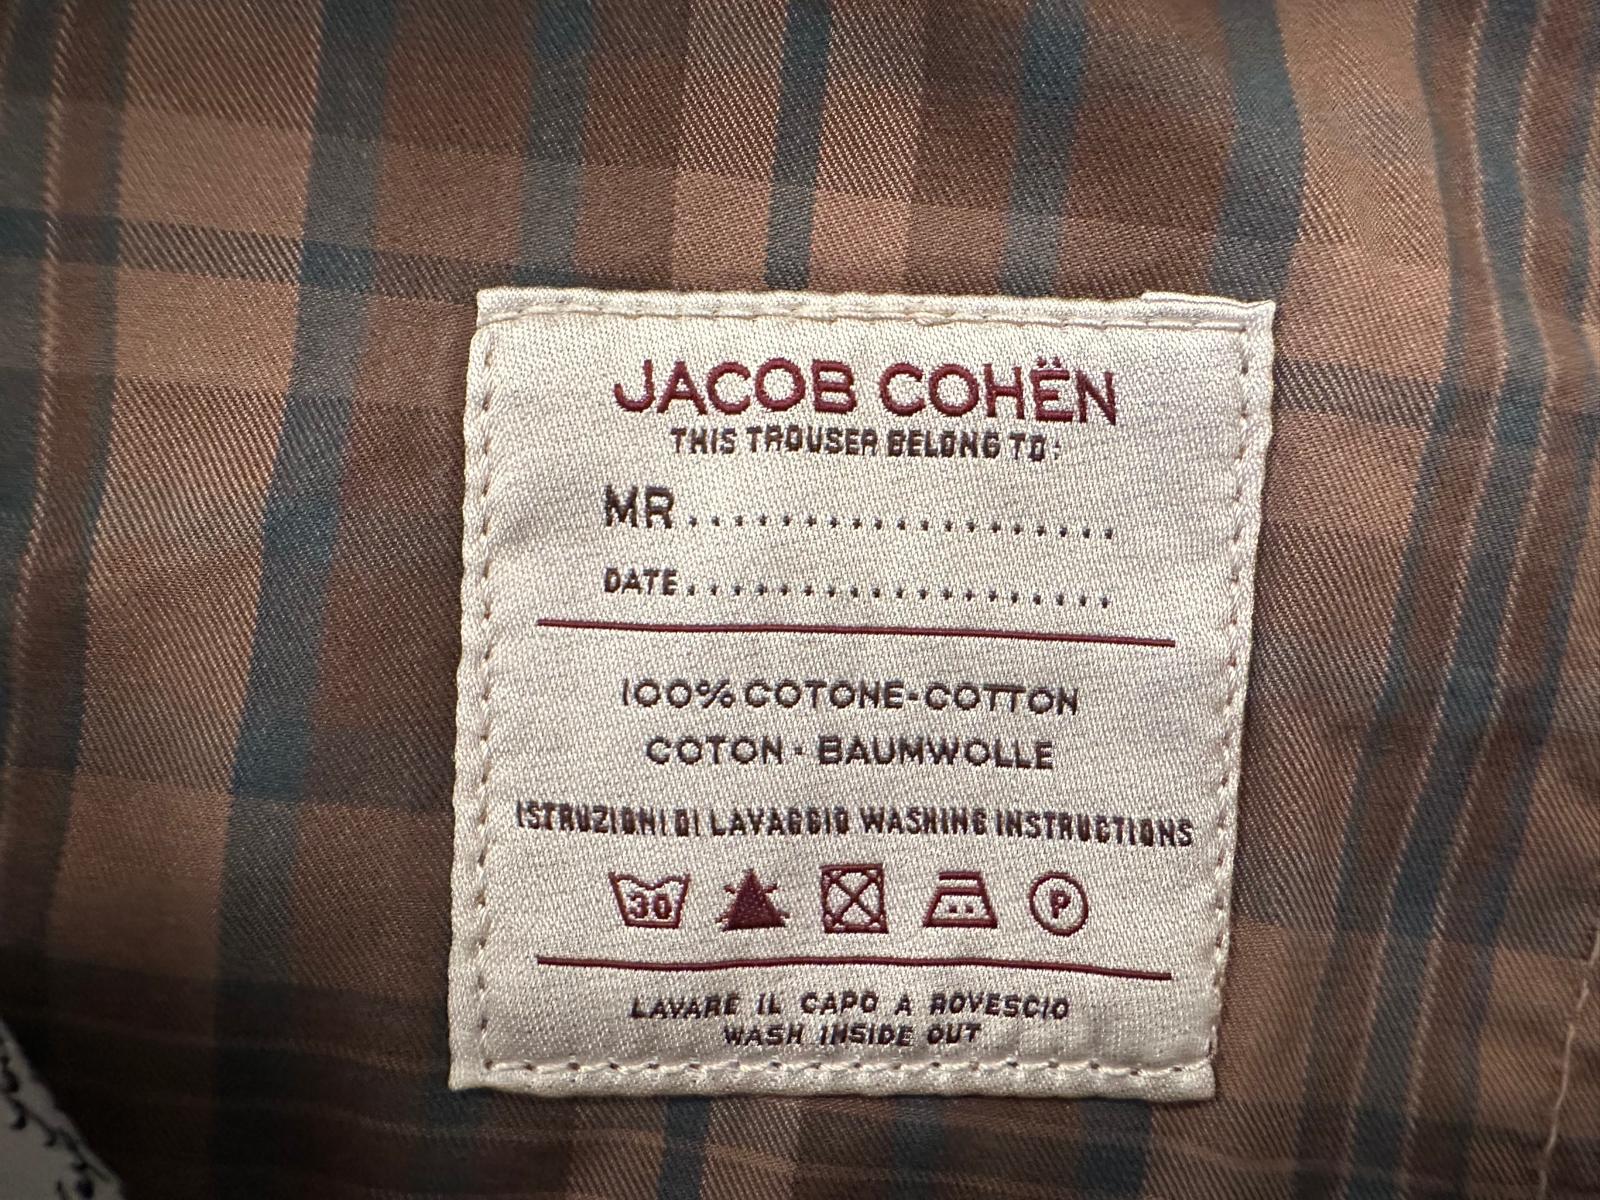 JACOB COHËN
THIS TROUSER BELONG TO:
MR....................
DATE....................
100% COTONE-COTTON
COTON - BAUMWOLLE
ISTRUZIONI DI LAVAGGIO WASHING INSTRUCTIONS
30 P
LAVARE IL CAPO A ROVESCIO
WASH INSIDE OUT